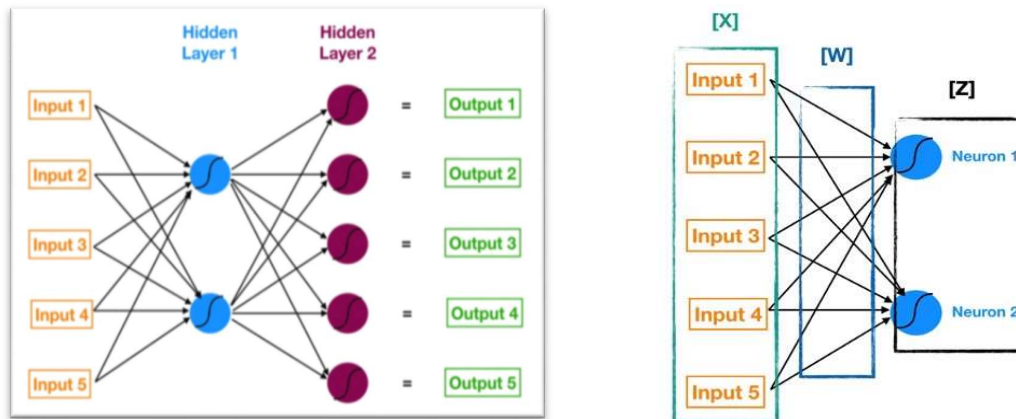 Hidden
Layer 1
Hidden
Layer 2
Input 1
=
Output 1
Input 2
=
Output 2
Input 3
=
Output 3
Input 4
=
Output 4
Input 5
=
Output 5
[X]
[W]
[Z]
Input 1
Input 2
Neuron 1
Input 3
Input 4
Neuron 2
Input 5